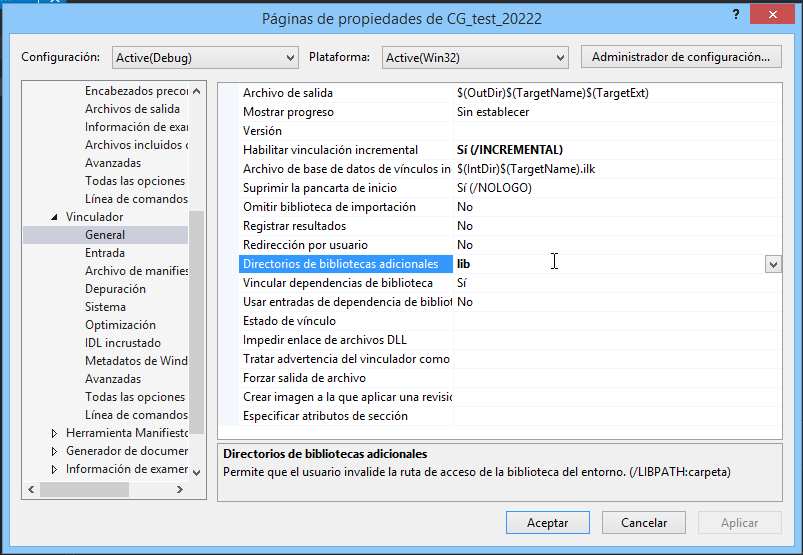 Páginas de propiedades de CG_test_20222
?
Configuración: Active(Debug) Plataforma: Active(Win32) Administrador de configuración...
Encabezados precor
Archivos de salida
Información de exar
Archivos incluidos c
Avanzadas
Todas las opciones
Línea de comandos
Vinculador
General
Entrada
Archivo de manifies
Depuración
Sistema
Optimización
IDL incrustado
Metadatos de Wind
Avanzadas
Todas las opciones
Línea de comandos
Herramienta Manifiesto
Generador de documer
Información de examer
Archivo de salida $(OutDir)$(TargetName)$(TargetExt)
Mostrar progreso Sin establecer
Versión
Habilitar vinculación incremental Sí (/INCREMENTAL)
Archivo de base de datos de vínculos in $(IntDir)$(TargetName).ilk
Suprimir la pancarta de inicio Sí (/NOLOGO)
Omitir biblioteca de importación No
Registrar resultados No
Redirección por usuario No
Directorios de bibliotecas adicionales lib
Vincular dependencias de biblioteca Sí
Usar entradas de dependencia de bibliot No
Estado de vínculo
Impedir enlace de archivos DLL
Tratar advertencia del vinculador como
Forzar salida de archivo
Crear imagen a la que aplicar una revisió
Especificar atributos de sección
Directorios de bibliotecas adicionales
Permite que el usuario invalide la ruta de acceso de la biblioteca del entorno. (/LIBPATH:carpeta)
Aceptar Cancelar Aplicar